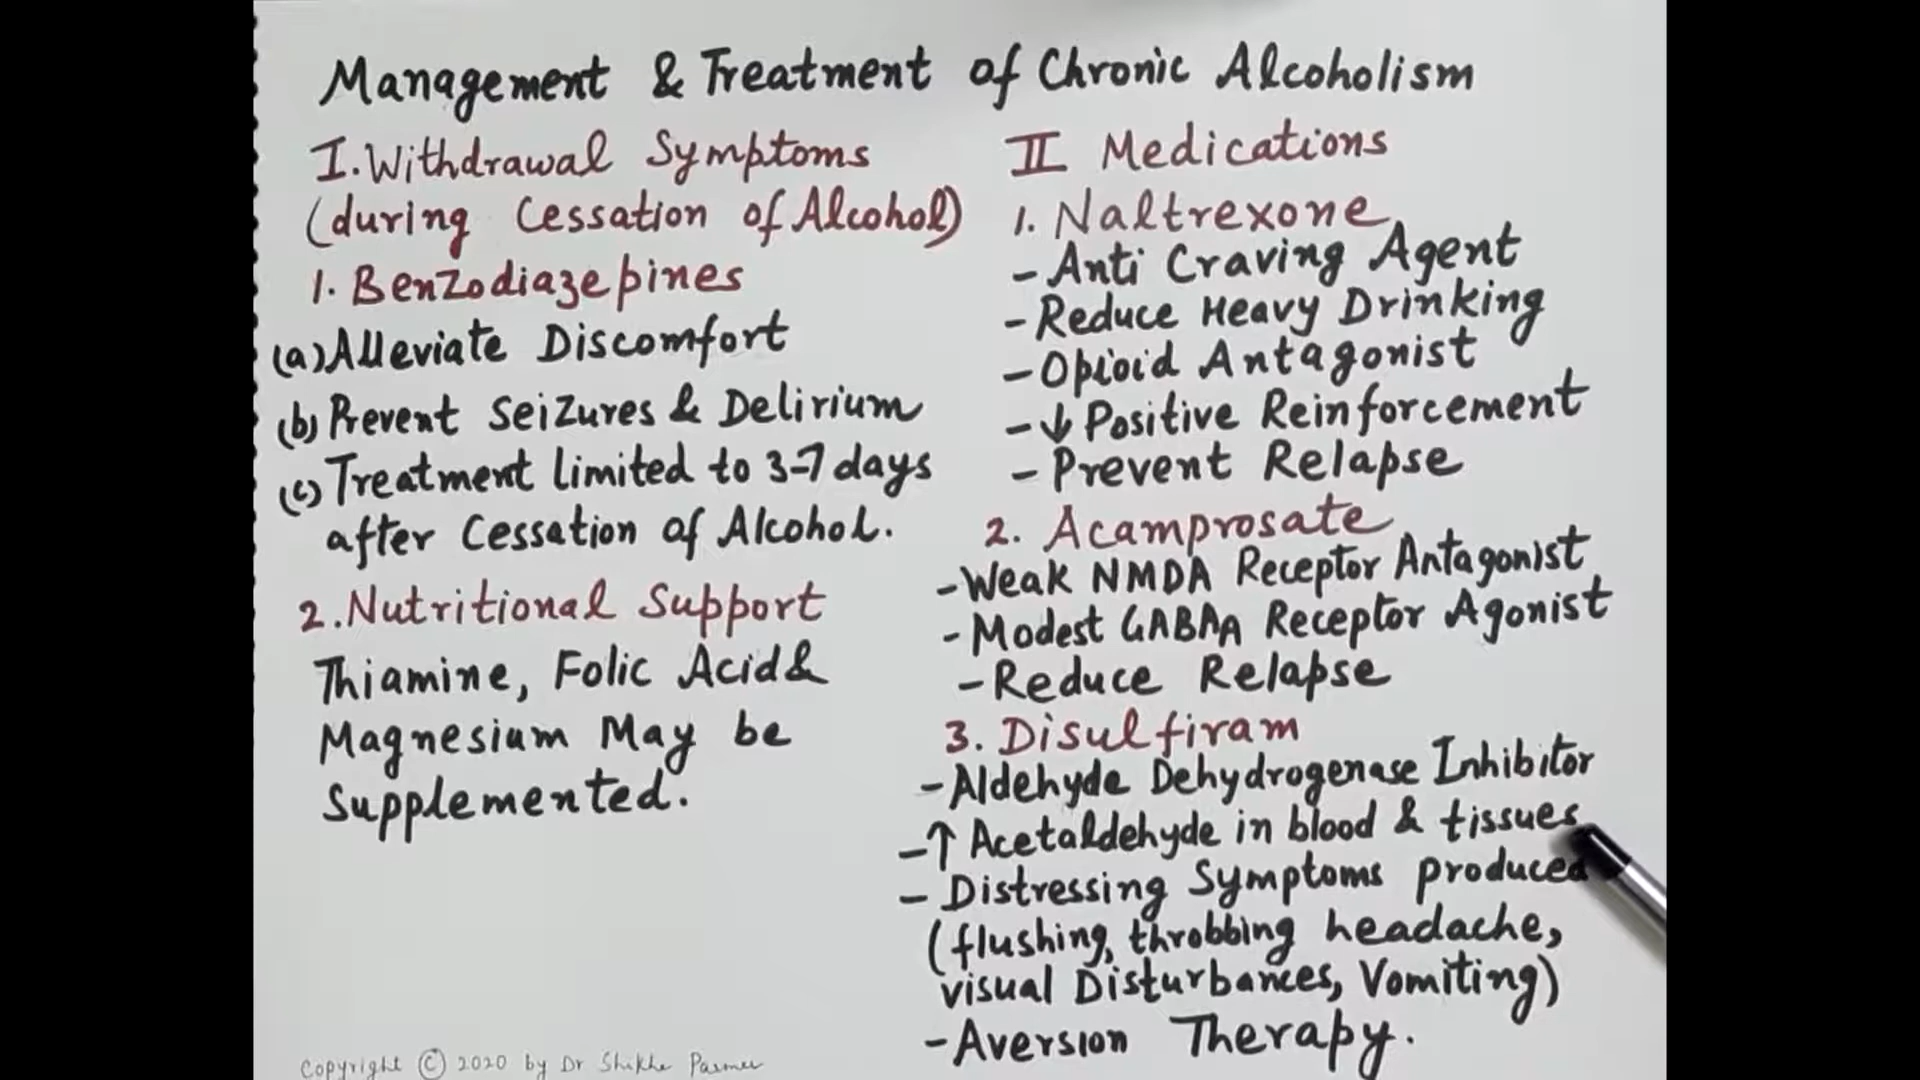 Management & Treatment of Chronic Alcoholism
I. Withdrawal Symptoms
(during Cessation of Alcohol)
1. Benzodiazepines
(a) Alleviate Discomfort
(b) Prevent Seizures & Delirium
(c) Treatment limited to 3-7 days
after Cessation of Alcohol.
2. Nutritional Support
Thiamine, Folic Acid &
Magnesium May be
Supplemented.
II Medications
1. Naltrexone
- Anti Craving Agent
- Reduce Heavy Drinking
- Opioid Antagonist
- ↓ Positive Reinforcement
- Prevent Relapse
2. Acamprosate
- Weak NMDA Receptor Antagonist
- Modest GABAA Receptor Agonist
- Reduce Relapse
3. Disulfiram
- Aldehyde Dehydrogenase Inhibitor
- ↑ Acetaldehyde in blood & tissues
- Distressing Symptoms produced
(flushing, throbbing headache,
visual Disturbances, Vomiting)
- Aversion Therapy.
Copyright © 2020 by Dr Shikha Parmar